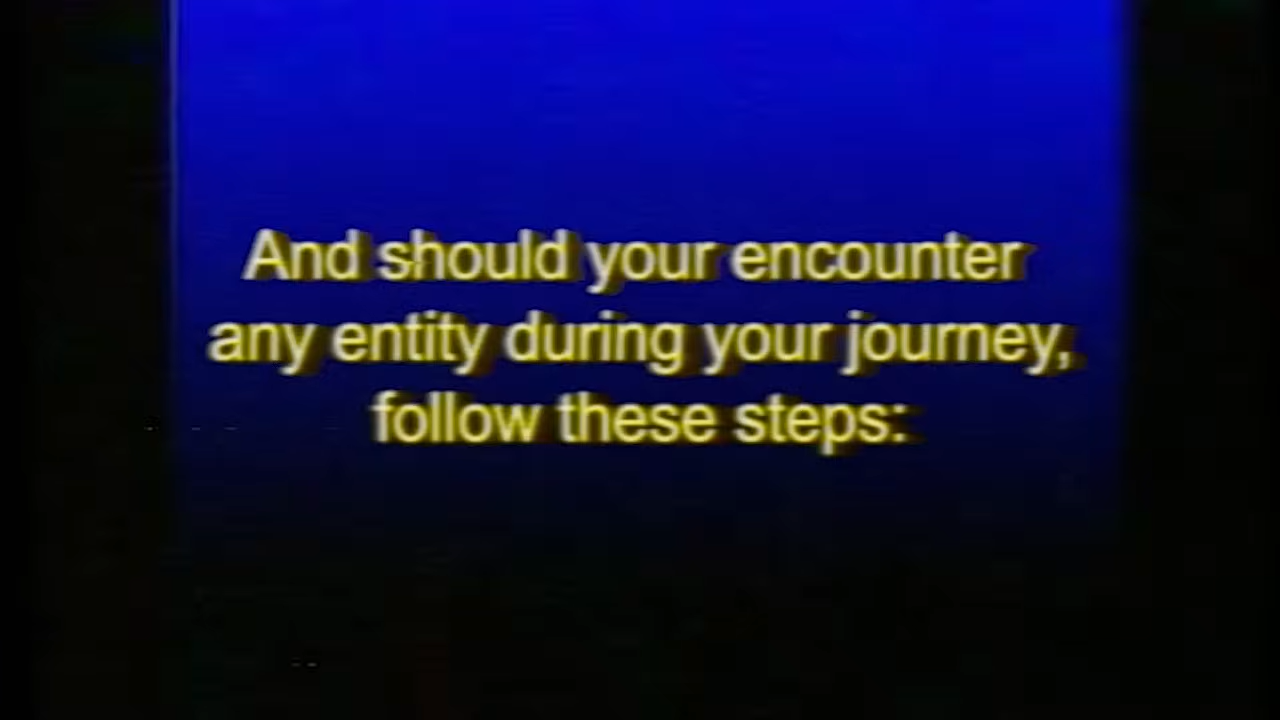 And should your encounter
any entity during your journey,
follow these steps: